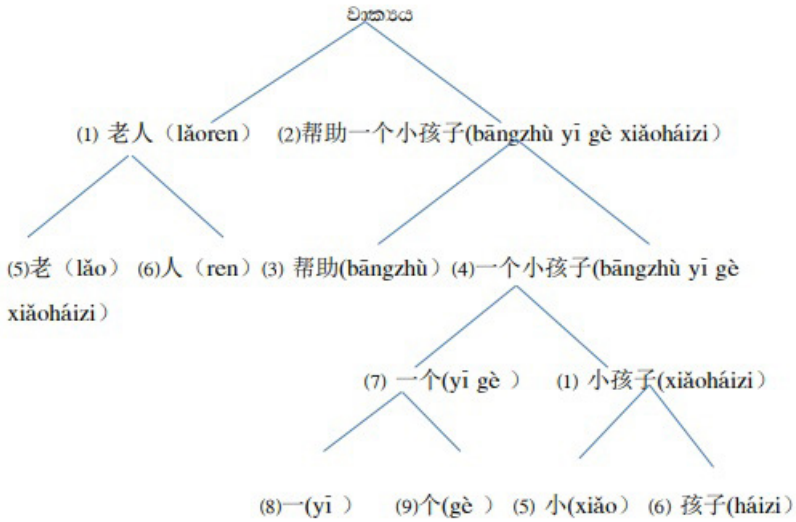 වාක්‍යය
(1) 老人（lǎoren） (2)帮助一个小孩子(bāngzhù yī gè xiǎoháizi）
(5)老（lǎo） (6)人（ren）(3) 帮助(bāngzhù）(4)一个小孩子(bāngzhù yī gè
xiǎoháizi）
(7) 一个(yī gè ） (1) 小孩子(xiǎoháizi）
(8)一(yī ） (9)个(gè ） (5) 小(xiǎo） (6) 孩子(háizi）